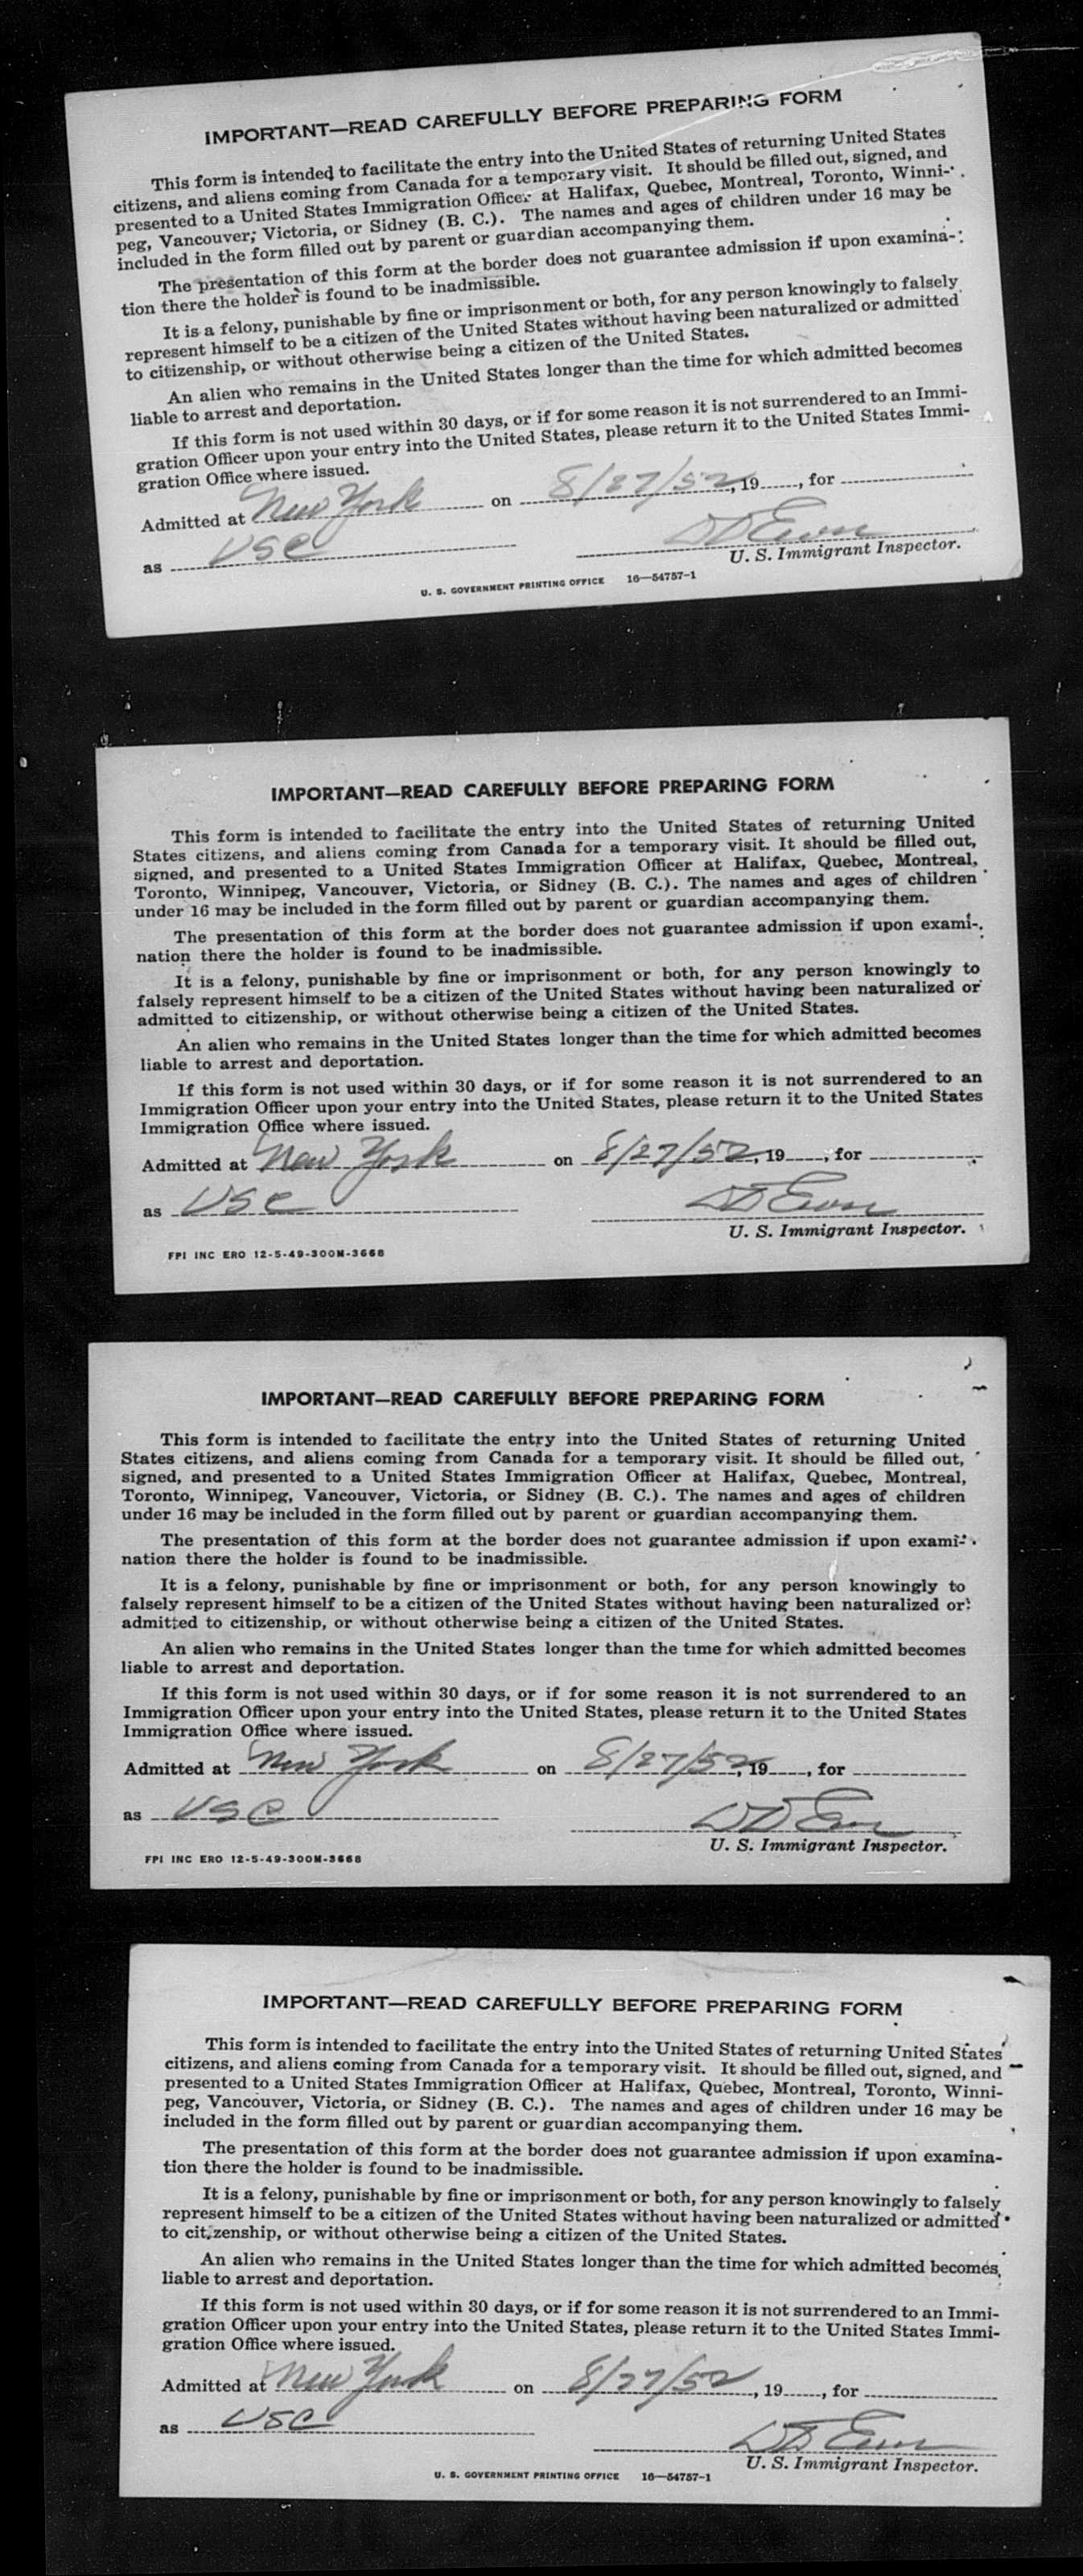 IMPORTANT—READ CAREFULLY BEFORE PREPARING FORM
This form is intended to facilitate the entry into the United States of returning United States
citizens, and aliens coming from Canada for a temporary visit. It should be filled out, signed, and
presented to a United States Immigration Officer at Halifax, Quebec, Montreal, Toronto, Winni-
peg, Vancouver, Victoria, or Sidney (B. C.). The names and ages of children under 16 may be
included in the form filled out by parent or guardian accompanying them.
The presentation of this form at the border does not guarantee admission if upon examina-
tion there the holder is found to be inadmissible.
It is a felony, punishable by fine or imprisonment or both, for any person knowingly to falsely
represent himself to be a citizen of the United States without having been naturalized or admitted
to citizenship, or without otherwise being a citizen of the United States.
An alien who remains in the United States longer than the time for which admitted becomes
liable to arrest and deportation.
If this form is not used within 30 days, or if for some reason it is not surrendered to an Immi-
gration Officer upon your entry into the United States, please return it to the United States Immi-
gration Office where issued.
Admitted at New York on 8/27/52, 19, for
as USC
U. S. Immigrant Inspector.
U. S. GOVERNMENT PRINTING OFFICE 16—54757-1
IMPORTANT—READ CAREFULLY BEFORE PREPARING FORM
This form is intended to facilitate the entry into the United States of returning United
States citizens, and aliens coming from Canada for a temporary visit. It should be filled out,
signed, and presented to a United States Immigration Officer at Halifax, Quebec, Montreal,
Toronto, Winnipeg, Vancouver, Victoria, or Sidney (B. C.). The names and ages of children
under 16 may be included in the form filled out by parent or guardian accompanying them.
The presentation of this form at the border does not guarantee admission if upon exami-
nation there the holder is found to be inadmissible.
It is a felony, punishable by fine or imprisonment or both, for any person knowingly to
falsely represent himself to be a citizen of the United States without having been naturalized or
admitted to citizenship, or without otherwise being a citizen of the United States.
An alien who remains in the United States longer than the time for which admitted becomes
liable to arrest and deportation.
If this form is not used within 30 days, or if for some reason it is not surrendered to an
Immigration Officer upon your entry into the United States, please return it to the United States
Immigration Office where issued.
Admitted at New York on 8/27/52, 19, for
as USC
U. S. Immigrant Inspector.
FPI INC ERO 12-5-49-300M-3668
IMPORTANT—READ CAREFULLY BEFORE PREPARING FORM
This form is intended to facilitate the entry into the United States of returning United
States citizens, and aliens coming from Canada for a temporary visit. It should be filled out,
signed, and presented to a United States Immigration Officer at Halifax, Quebec, Montreal,
Toronto, Winnipeg, Vancouver, Victoria, or Sidney (B. C.). The names and ages of children
under 16 may be included in the form filled out by parent or guardian accompanying them.
The presentation of this form at the border does not guarantee admission if upon exami-
nation there the holder is found to be inadmissible.
It is a felony, punishable by fine or imprisonment or both, for any person knowingly to
falsely represent himself to be a citizen of the United States without having been naturalized or
admitted to citizenship, or without otherwise being a citizen of the United States.
An alien who remains in the United States longer than the time for which admitted becomes
liable to arrest and deportation.
If this form is not used within 30 days, or if for some reason it is not surrendered to an
Immigration Officer upon your entry into the United States, please return it to the United States
Immigration Office where issued.
Admitted at New York on 8/27/52, 19, for
as USC
U. S. Immigrant Inspector.
FPI INC ERO 12-5-49-300M-3668
IMPORTANT—READ CAREFULLY BEFORE PREPARING FORM
This form is intended to facilitate the entry into the United States of returning United States
citizens, and aliens coming from Canada for a temporary visit. It should be filled out, signed, and
presented to a United States Immigration Officer at Halifax, Quebec, Montreal, Toronto, Winni-
peg, Vancouver, Victoria, or Sidney (B. C.). The names and ages of children under 16 may be
included in the form filled out by parent or guardian accompanying them.
The presentation of this form at the border does not guarantee admission if upon examina-
tion there the holder is found to be inadmissible.
It is a felony, punishable by fine or imprisonment or both, for any person knowingly to falsely
represent himself to be a citizen of the United States without having been naturalized or admitted
to citizenship, or without otherwise being a citizen of the United States.
An alien who remains in the United States longer than the time for which admitted becomes
liable to arrest and deportation.
If this form is not used within 30 days, or if for some reason it is not surrendered to an Immi-
gration Officer upon your entry into the United States, please return it to the United States Immi-
gration Office where issued.
Admitted at New York on 8/27/52, 19, for
as USC
U. S. Immigrant Inspector.
U. S. GOVERNMENT PRINTING OFFICE 16—54757-1